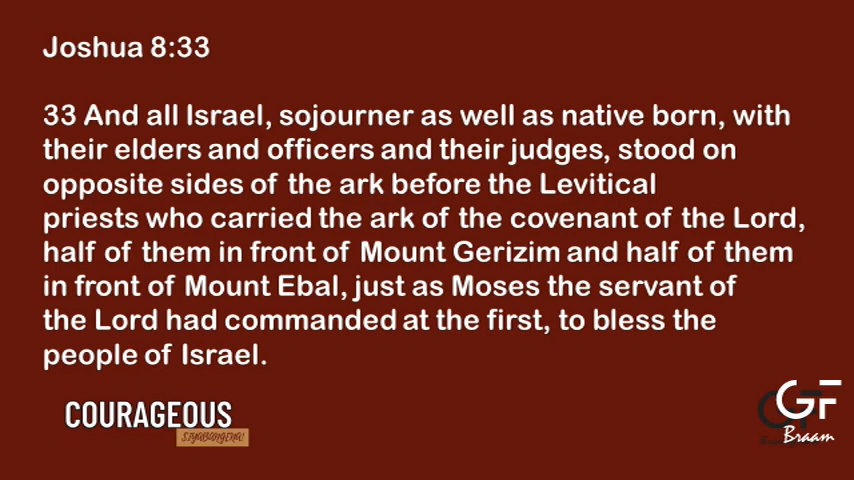 Joshua 8:33
33 And all Israel, sojourner as well as native born, with
their elders and officers and their judges, stood on
opposite sides of the ark before the Levitical
priests who carried the ark of the covenant of the Lord,
half of them in front of Mount Gerizim and half of them
in front of Mount Ebal, just as Moses the servant of
the Lord had commanded at the first, to bless the
people of Israel.
COURAGEOUS
GF
Braam